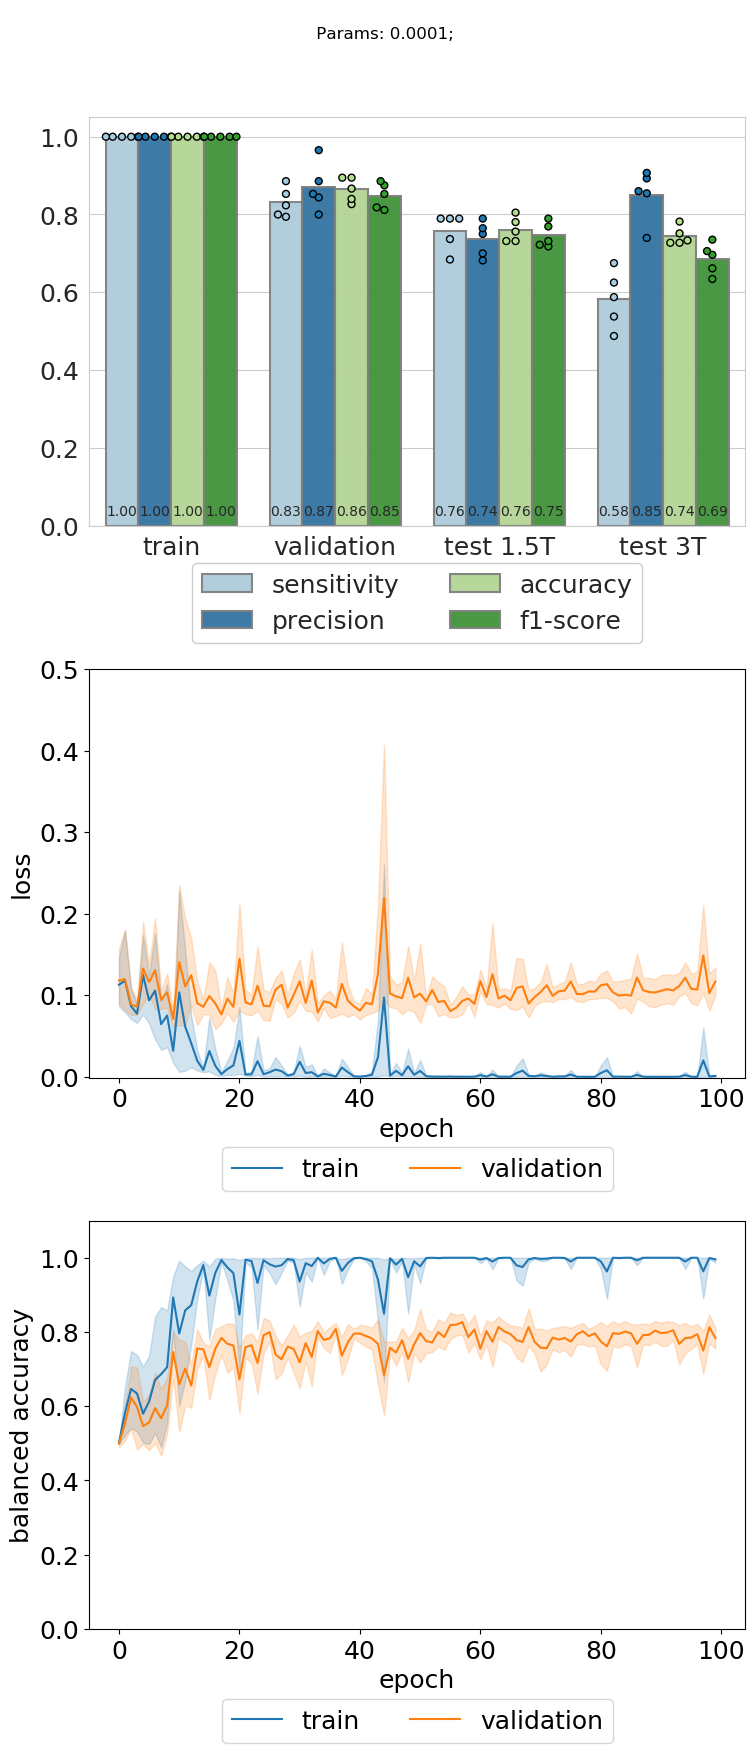 Params: 0.0001;
1.0
0.8
0.6
0.4
0.2
0.0
1.00 1.00 1.00 1.00 0.83 0.87 0.86 0.85 0.76 0.74 0.76 0.75 0.58 0.85 0.74 0.69
train validation test 1.5T test 3T
sensitivity accuracy
precision f1-score
0.5
0.4
0.3
0.2
0.1
0.0
loss
0 20 40 60 80 100
epoch
train validation
1.0
0.8
0.6
0.4
0.2
0.0
balanced accuracy
0 20 40 60 80 100
epoch
train validation